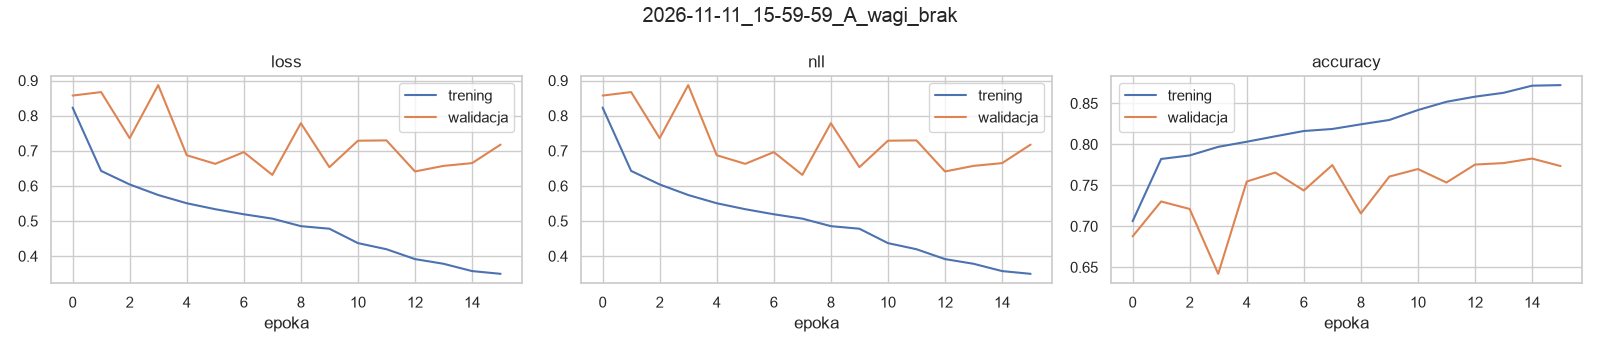 2026-11-11_15-59-59_A_wagi_brak
loss
0.9
0.8
0.7
0.6
0.5
0.4
trening
walidacja
0 2 4 6 8 10 12 14
epoka
nll
0.9
0.8
0.7
0.6
0.5
0.4
trening
walidacja
0 2 4 6 8 10 12 14
epoka
accuracy
0.85
0.80
0.75
0.70
0.65
trening
walidacja
0 2 4 6 8 10 12 14
epoka